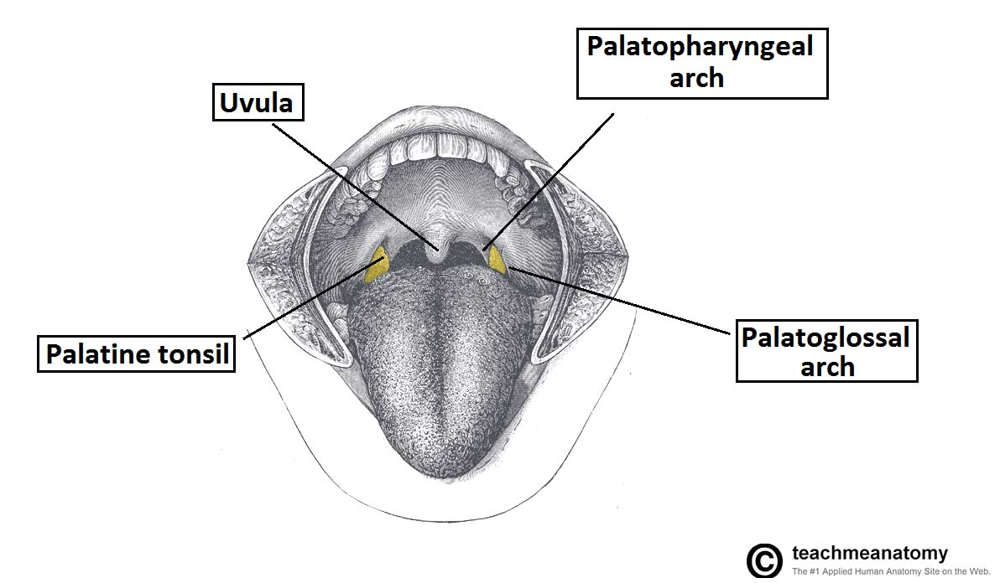 Palatopharyngeal
arch
Uvula
Palatine tonsil
Palatoglossal
arch
© teachmeanatomy
The #1 Applied Human Anatomy Site on the Web.